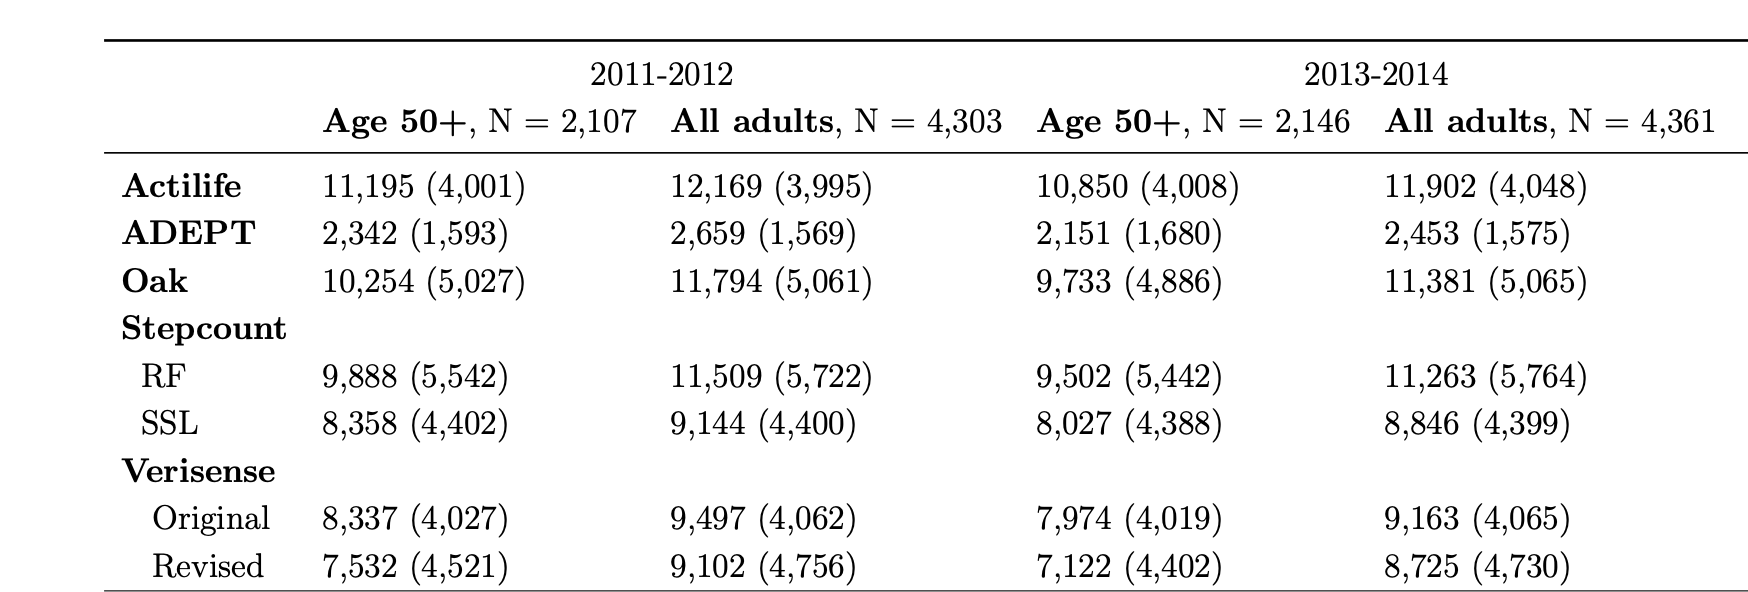 2011-2012 2013-2014
Age 50+, N = 2,107 All adults, N = 4,303 Age 50+, N = 2,146 All adults, N = 4,361
Actilife 11,195 (4,001) 12,169 (3,995) 10,850 (4,008) 11,902 (4,048)
ADEPT 2,342 (1,593) 2,659 (1,569) 2,151 (1,680) 2,453 (1,575)
Oak 10,254 (5,027) 11,794 (5,061) 9,733 (4,886) 11,381 (5,065)
Stepcount
RF 9,888 (5,542) 11,509 (5,722) 9,502 (5,442) 11,263 (5,764)
SSL 8,358 (4,402) 9,144 (4,400) 8,027 (4,388) 8,846 (4,399)
Verisense
Original 8,337 (4,027) 9,497 (4,062) 7,974 (4,019) 9,163 (4,065)
Revised 7,532 (4,521) 9,102 (4,756) 7,122 (4,402) 8,725 (4,730)